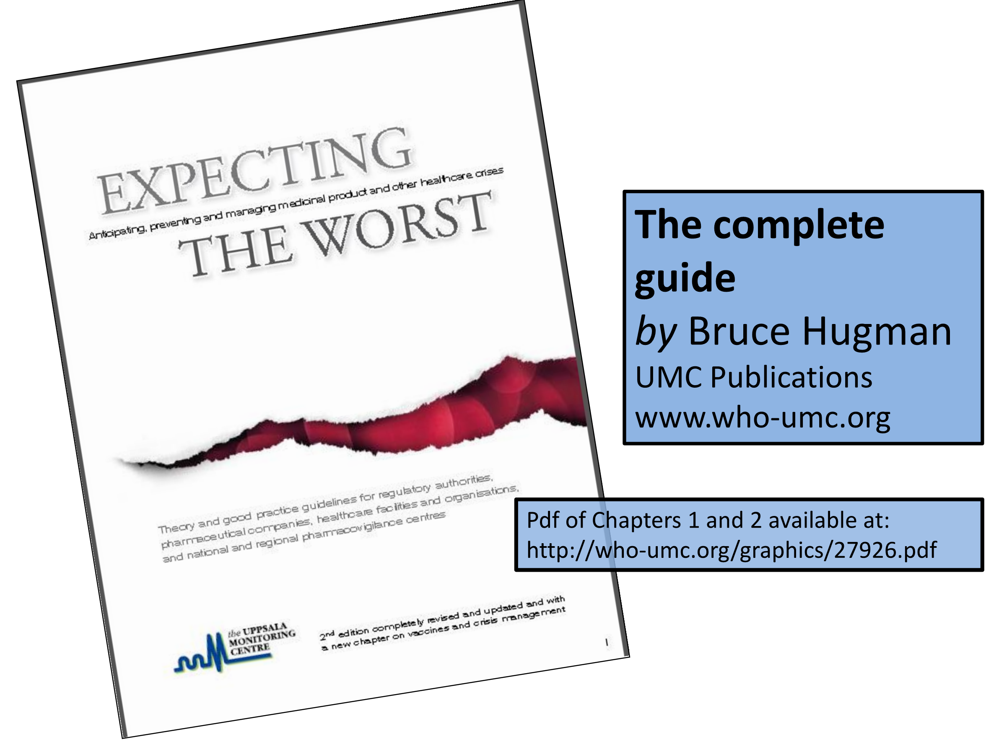 EXPECTING
Anticipating, preventing and managing medicinal product and other healthcare crises
THE WORST
Theory and good practice guidelines for regulatory authorities,
pharmaceutical companies, healthcare facilities and organisations,
and national and regional pharmacovigilance centres
the UPPSALA
MONITORING
CENTRE
2nd edition completely revised and updated and with
a new chapter on vaccines and crisis management
I
The complete
guide
by Bruce Hugman
UMC Publications
www.who-umc.org
Pdf of Chapters 1 and 2 available at:
http://who-umc.org/graphics/27926.pdf